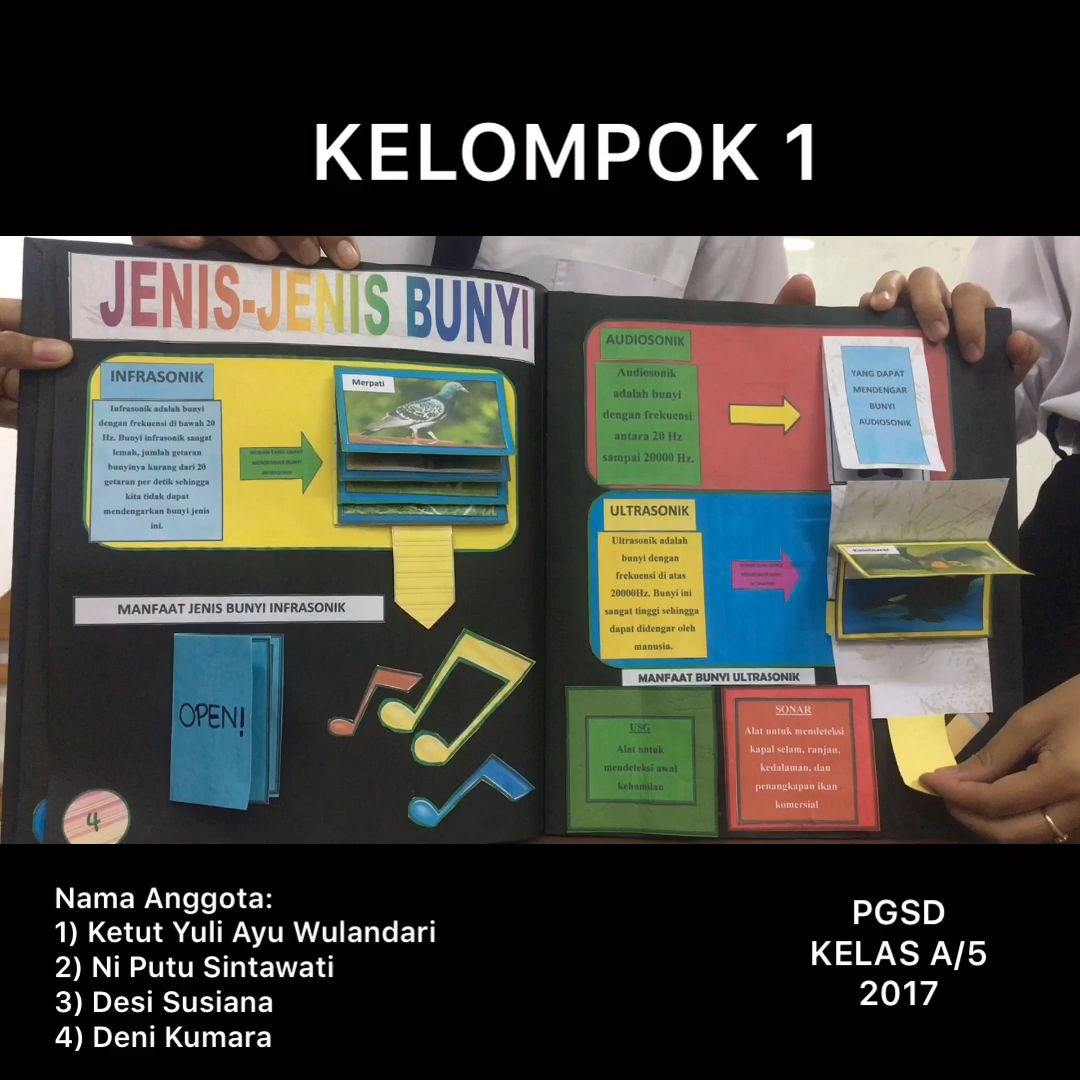 KELOMPOK 1
JENIS-JENIS BUNYI
INFRASONIK
Infrasonik adalah bunyi
dengan frekuensi di bawah 20
Hz. Bunyi infrasonik sangat
lemah, jumlah getaran
bunyinya kurang dari 20
getaran per detik sehingga
kita tidak dapat
mendengarkan bunyi jenis
ini.
Merpati
MANFAAT JENIS BUNYI INFRASONIK
OPEN!
4
AUDIOSONIK
Audiosonik
adalah bunyi
dengan frekuensi
antara 20 Hz
sampai 20000 Hz.
YANG DAPAT
MENDENGAR
BUNYI
AUDIOSONIK
ULTRASONIK
Ultrasonik adalah
bunyi dengan
frekuensi di atas
20000Hz. Bunyi ini
sangat tinggi sehingga
dapat didengar oleh
manusia.
MANFAAT BUNYI ULTRASONIK
USG
Alat untuk
mendeteksi awal
kehamilan
SONAR
Alat untuk mendeteksi
kapal selam, ranjau,
kedalaman, dan
penangkapan ikan
komersial
Nama Anggota:
1) Ketut Yuli Ayu Wulandari
2) Ni Putu Sintawati
3) Desi Susiana
4) Deni Kumara
PGSD
KELAS A/5
2017